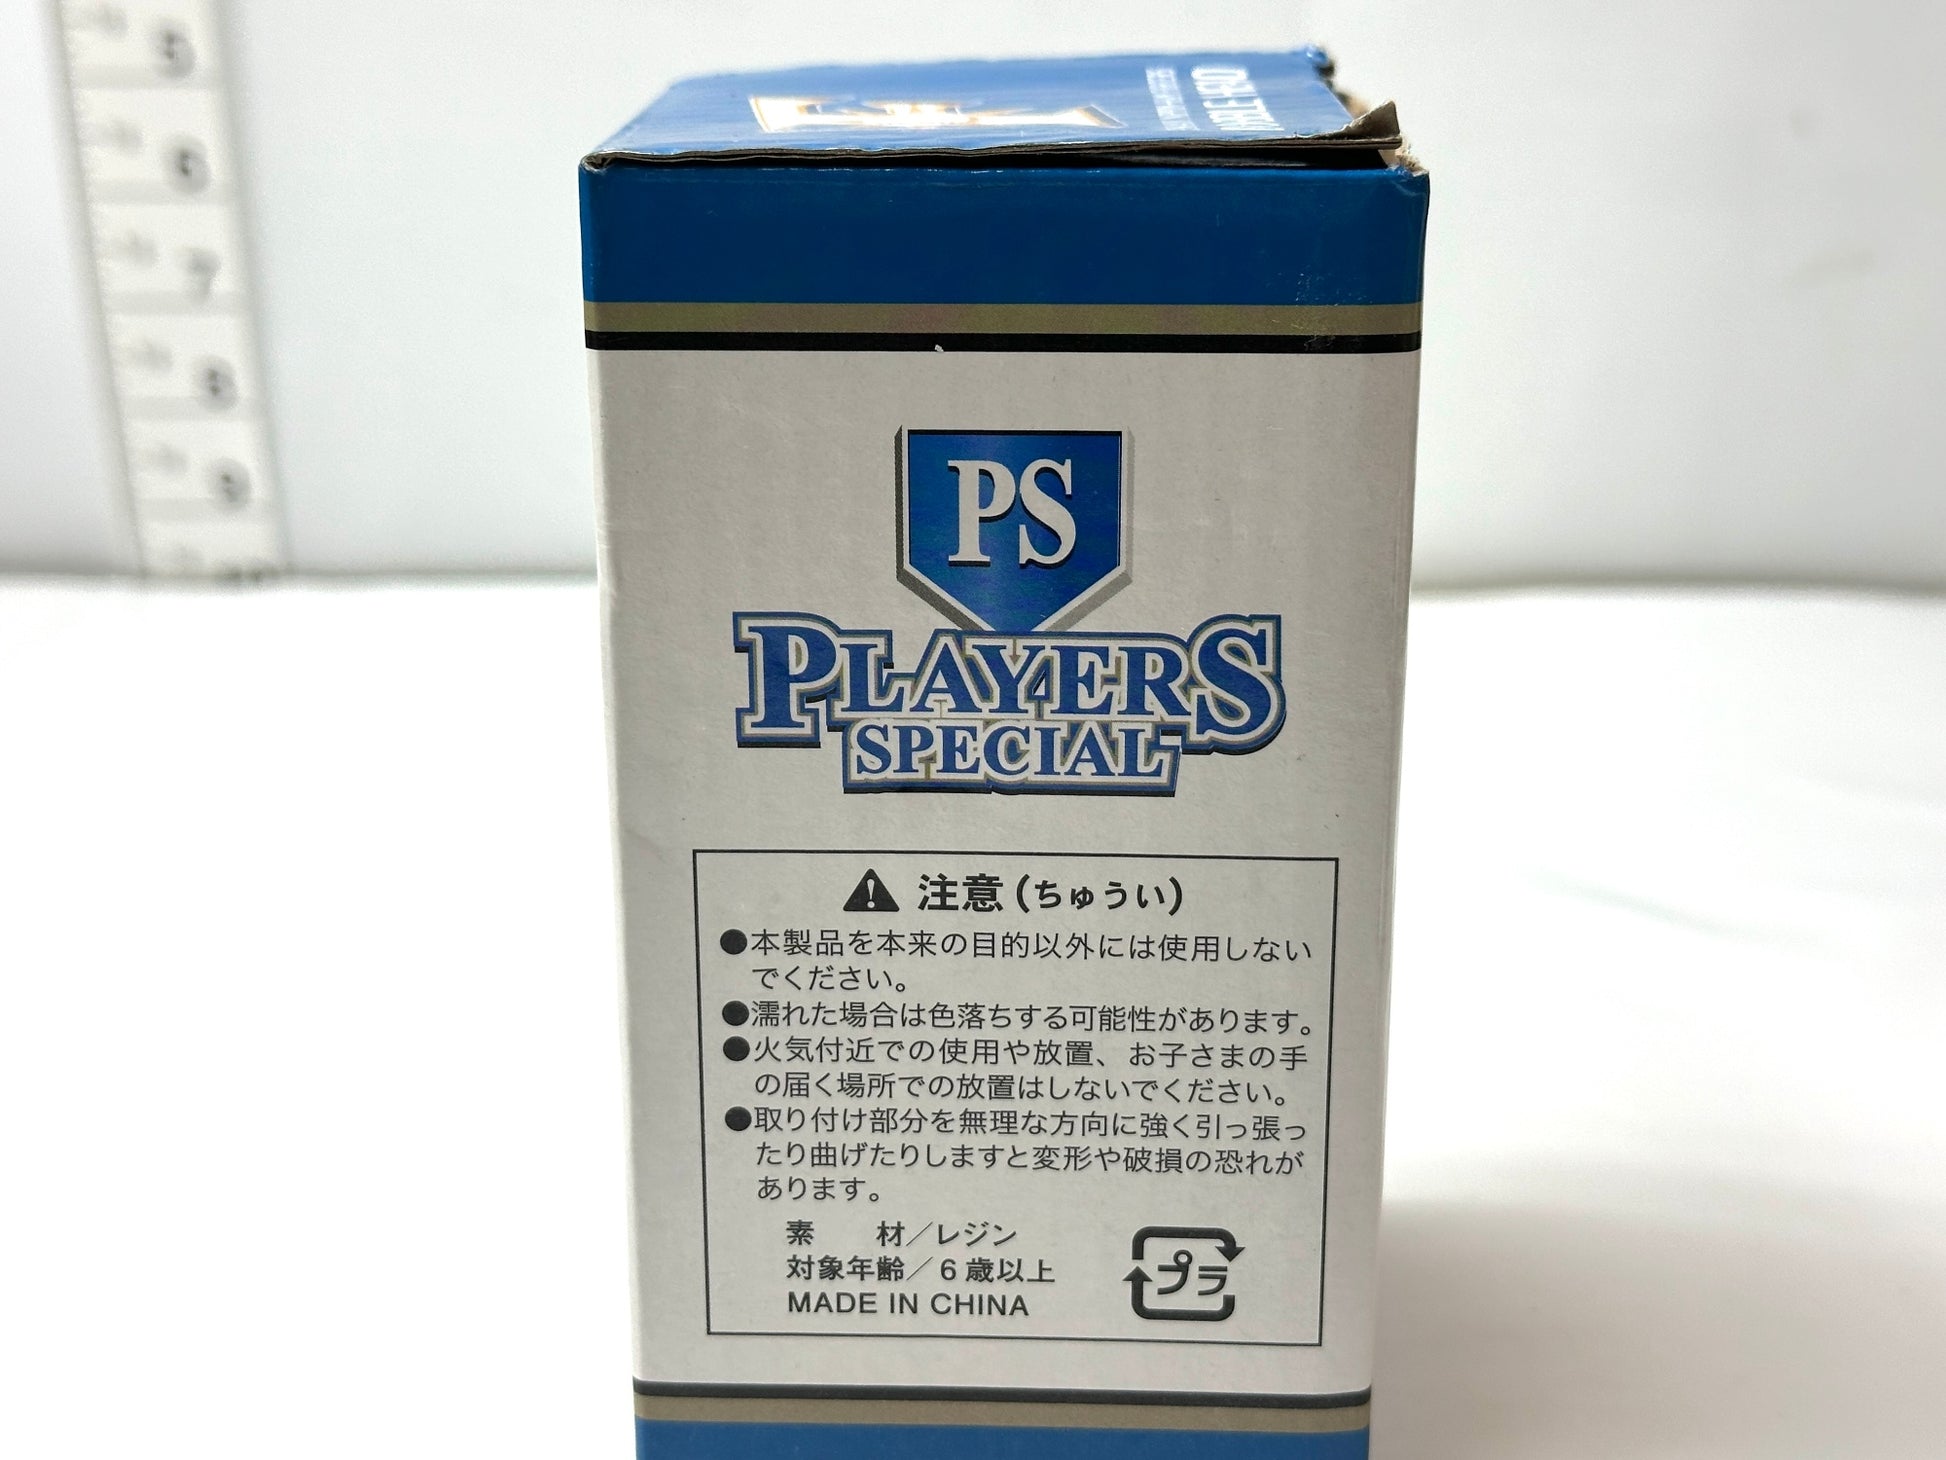 5
6
7
8
9
PS
PLAYERS
SPECIAL
注意(ちゅうい)
●本製品を本来の目的以外には使用しない
でください。
●濡れた場合は色落ちする可能性があります。
●火気付近での使用や放置、お子さまの手
の届く場所での放置はしないでください。
●取り付け部分を無理な方向に強く引っ張っ
たり曲げたりしますと変形や破損の恐れが
あります。
素　材／レジン
対象年齢／6歳以上
MADE IN CHINA
プラ